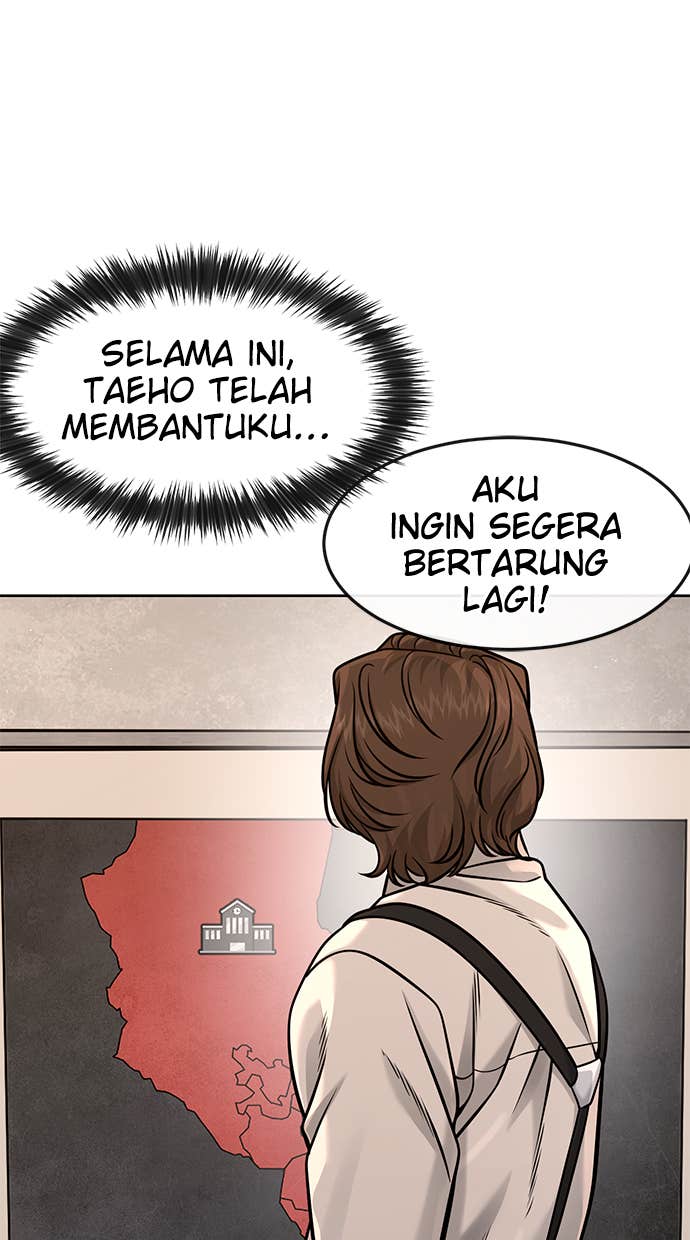 SELAMA INI,
TAEHO TELAH
MEMBANTUKU...
AKU
INGIN SEGERA
BERTARUNG
LAGI!